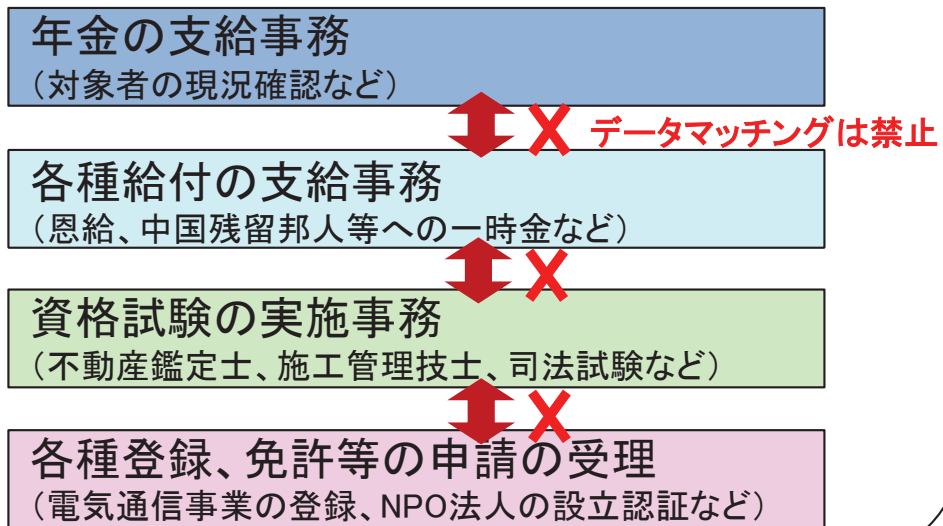 年金の支給事務
（対象者の現況確認など）
X データマッチングは禁止
各種給付の支給事務
（恩給、中国残留邦人等への一時金など）
X
資格試験の実施事務
（不動産鑑定士、施工管理技士、司法試験など）
X
各種登録、免許等の申請の受理
（電気通信事業の登録、NPO法人の設立認証など）